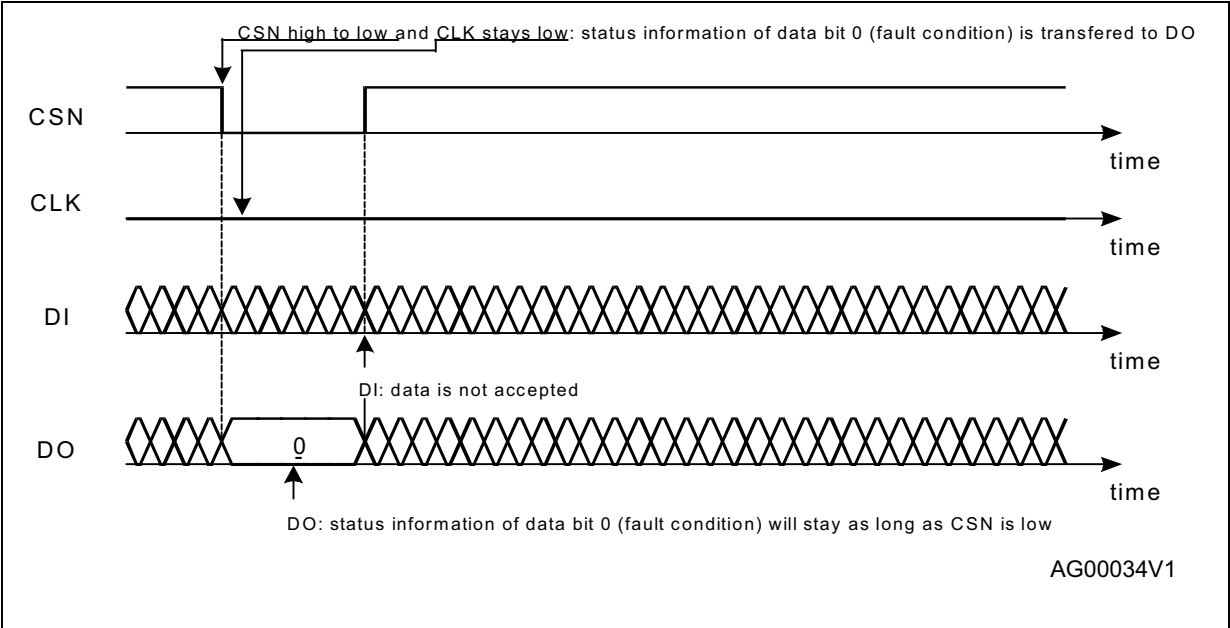 CSN high to low and CLK stays low: status information of data bit 0 (fault condition) is transfered to DO
CSN
time
CLK
time
DI
time
DI: data is not accepted
DO
0
time
DO: status information of data bit 0 (fault condition) will stay as long as CSN is low
AG00034V1